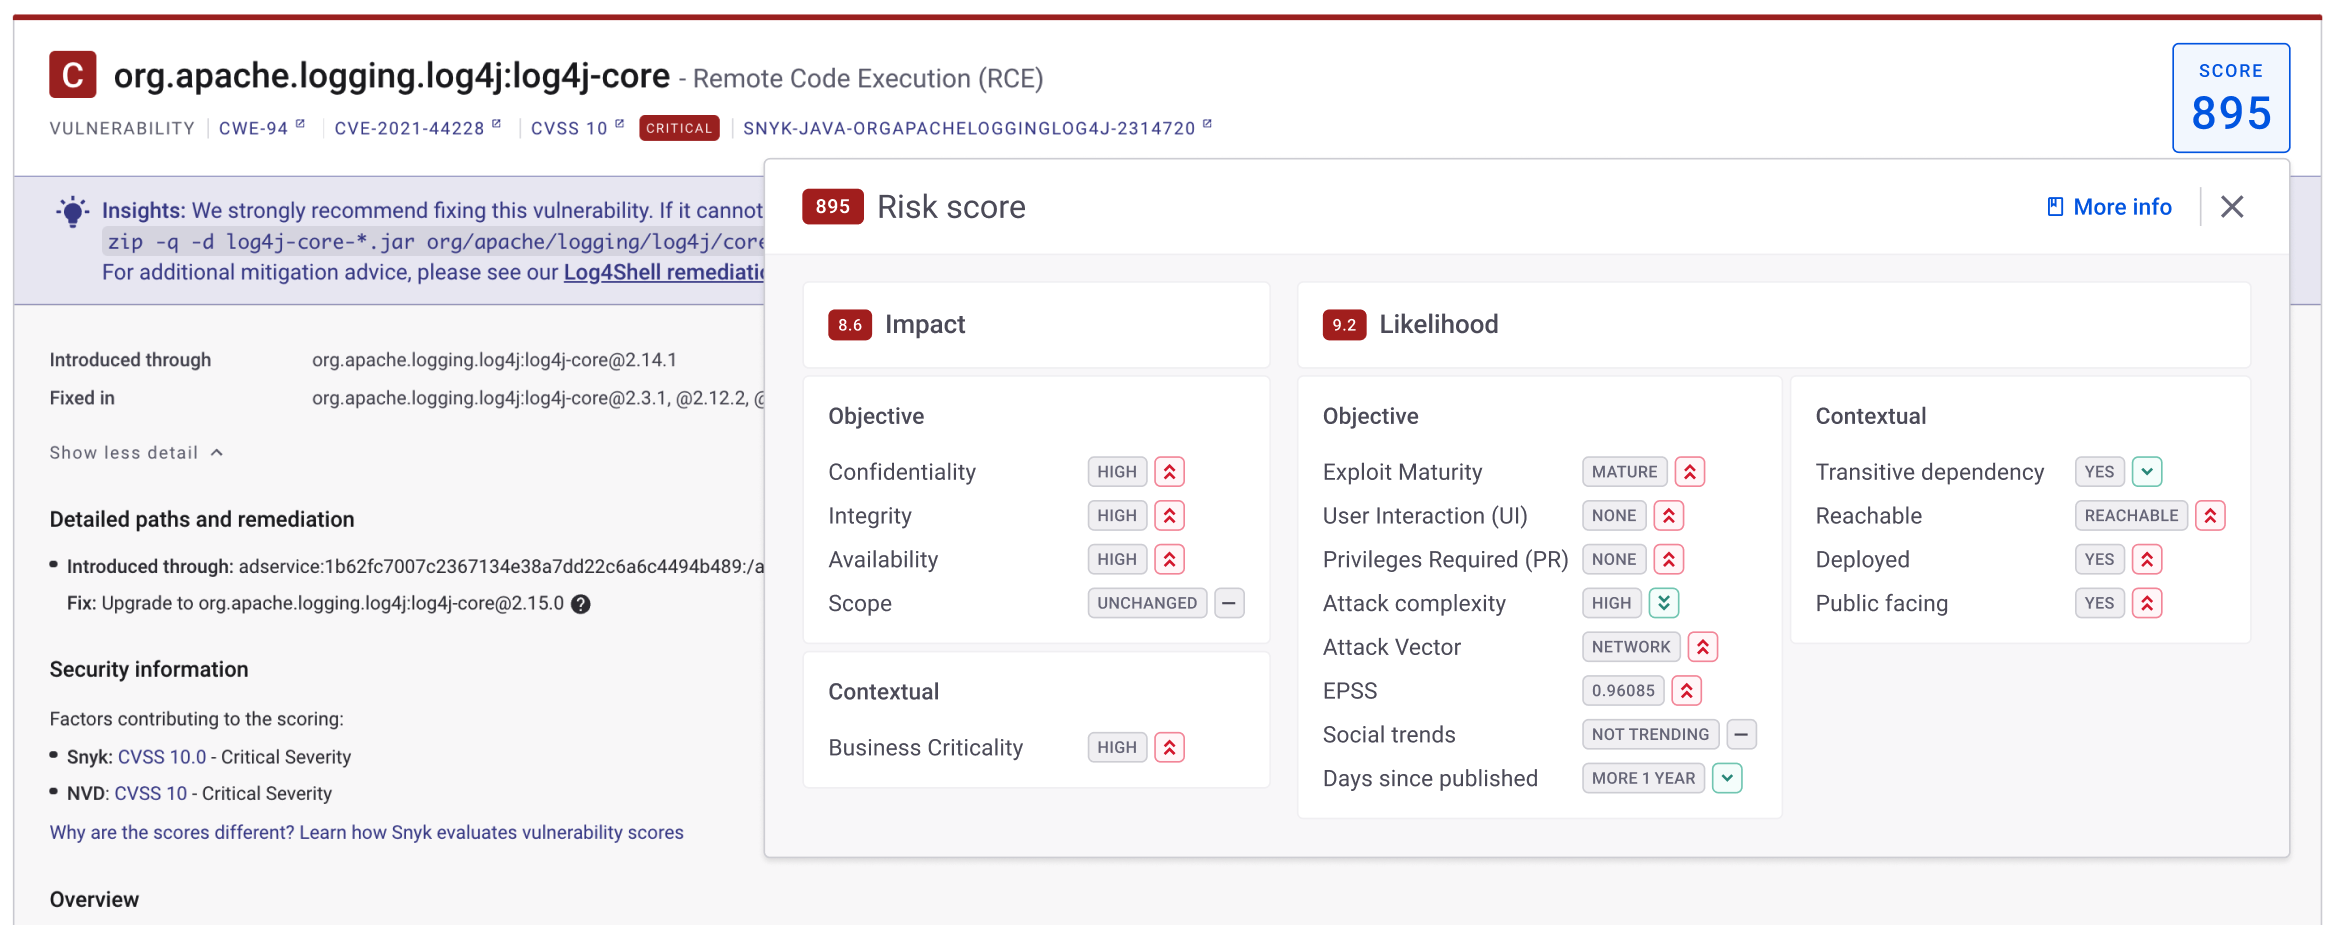 C org.apache.logging.log4j:log4j-core - Remote Code Execution (RCE)
VULNERABILITY CWE-94 CVE-2021-44228 CVSS 10 CRITICAL SNYK-JAVA-ORGAPACHELOGGINGLOG4J-2314720
SCORE
895
Insights: We strongly recommend fixing this vulnerability. If it cannot
zip -q -d log4j-core-*.jar org/apache/logging/log4j/core
For additional mitigation advice, please see our Log4Shell remediatio
Introduced through org.apache.logging.log4j:log4j-core@2.14.1
Fixed in org.apache.logging.log4j:log4j-core@2.3.1, @2.12.2, @
Show less detail
Detailed paths and remediation
• Introduced through: adservice:1b62fc7007c2367134e38a7dd22c6a6c4494b489:/a
Fix: Upgrade to org.apache.logging.log4j:log4j-core@2.15.0 ?
Security information
Factors contributing to the scoring:
• Snyk: CVSS 10.0 - Critical Severity
• NVD: CVSS 10 - Critical Severity
Why are the scores different? Learn how Snyk evaluates vulnerability scores
Overview
895 Risk score
More info
8.6 Impact
Objective
Confidentiality HIGH
Integrity HIGH
Availability HIGH
Scope UNCHANGED
Contextual
Business Criticality HIGH
9.2 Likelihood
Objective
Exploit Maturity MATURE
User Interaction (UI) NONE
Privileges Required (PR) NONE
Attack complexity HIGH
Attack Vector NETWORK
EPSS 0.96085
Social trends NOT TRENDING
Days since published MORE 1 YEAR
Contextual
Transitive dependency YES
Reachable REACHABLE
Deployed YES
Public facing YES